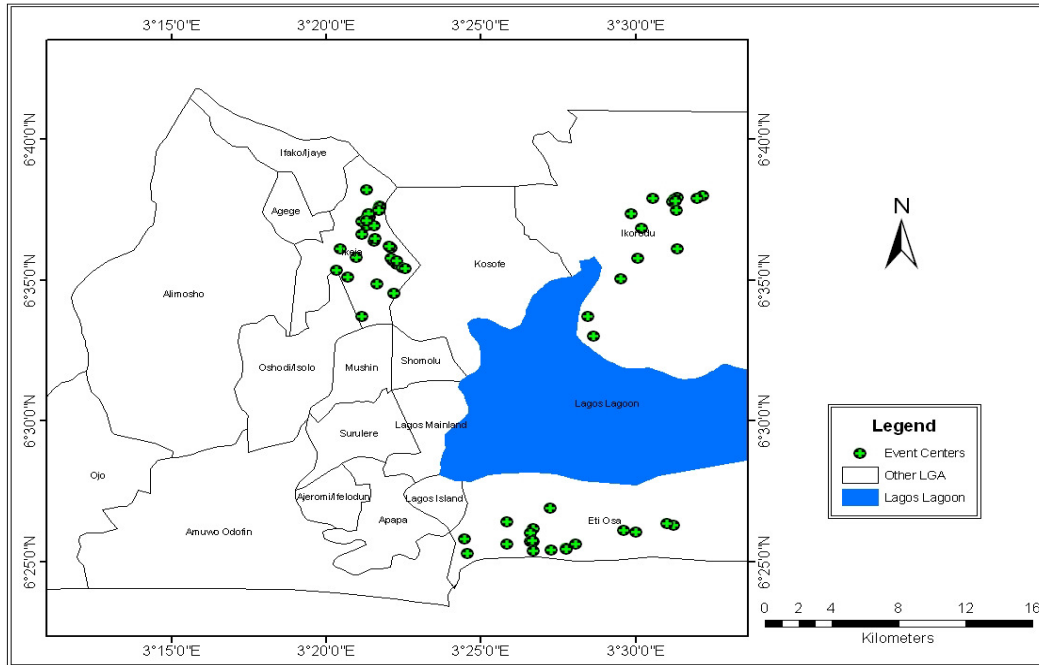 3°15'0"E 3°20'0"E 3°25'0"E 3°30'0"E
6°40'0"N 6°40'0"N
Ifako/Ijaye
Agege
Ikorodu
Ikeja
Kosofe
6°35'0"N 6°35'0"N
Alimosho
Oshodi/Isolo Mushin Shomolu
Lagos Lagoon
6°30'0"N 6°30'0"N
Surulere Lagos Mainland
Ojo
Ajeromi/Ifelodun Lagos Island
Apapa Eti Osa
Amuwo Odofin
6°25'0"N 6°25'0"N
3°15'0"E 3°20'0"E 3°25'0"E 3°30'0"E
N
Legend
Event Centers
Other LGA
Lagos Lagoon
0 2 4 8 12 16
Kilometers